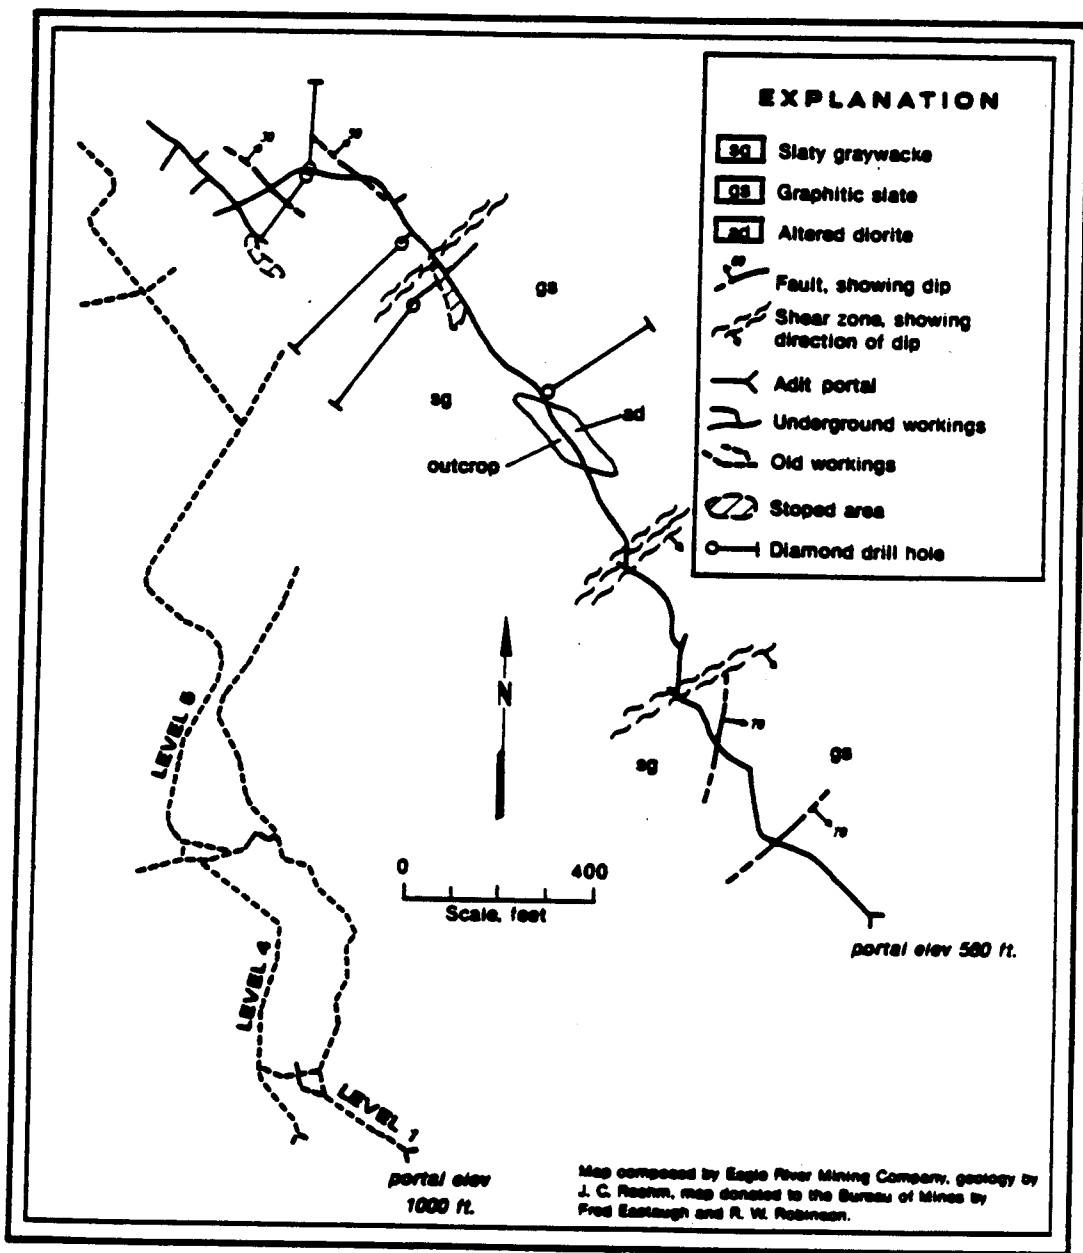 EXPLANATION
sg Slaty graywacke
gs Graphitic slate
ad Altered diorite
Fault, showing dip
Shear zone, showing
direction of dip
Adit portal
Underground workings
Old workings
Stoped area
Diamond drill hole
gs
sg
ad
outcrop
N
LEVEL
70
sg
gs
70
0 400
Scale, feet
portal elev 560 ft.
LEVEL 4
LEVEL
portal elev
1000 ft.
Map composed by Eagle River Mining Company, geology by
J. C. Roehm, map donated to the Bureau of Mines by
Fred Eastaugh and R. W. Robinson.